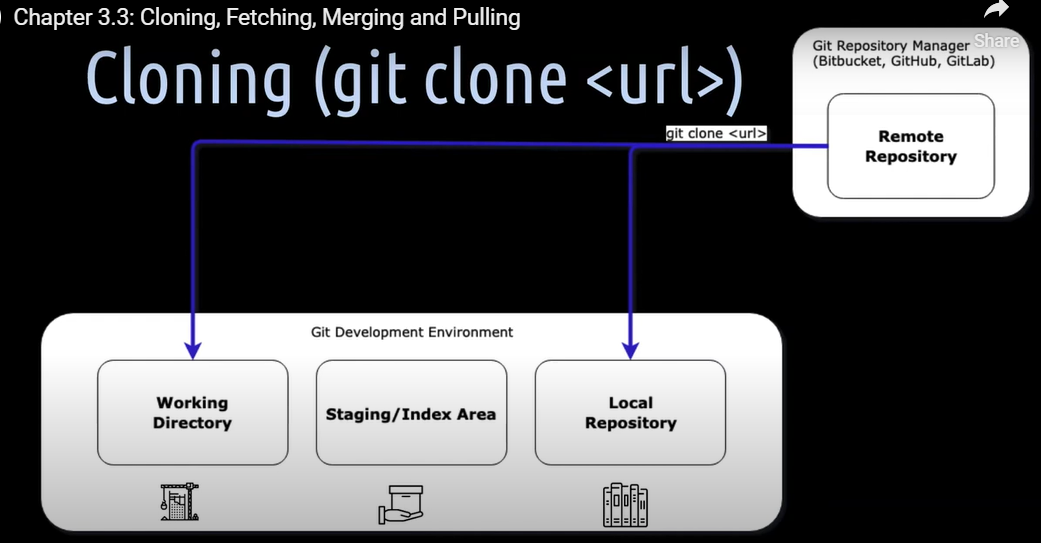 Chapter 3.3: Cloning, Fetching, Merging and Pulling
Share
Cloning (git clone <url>)
Git Repository Manager
(Bitbucket, GitHub, GitLab)
git clone <url>
Remote
Repository
Git Development Environment
Working
Directory
Staging/Index Area
Local
Repository